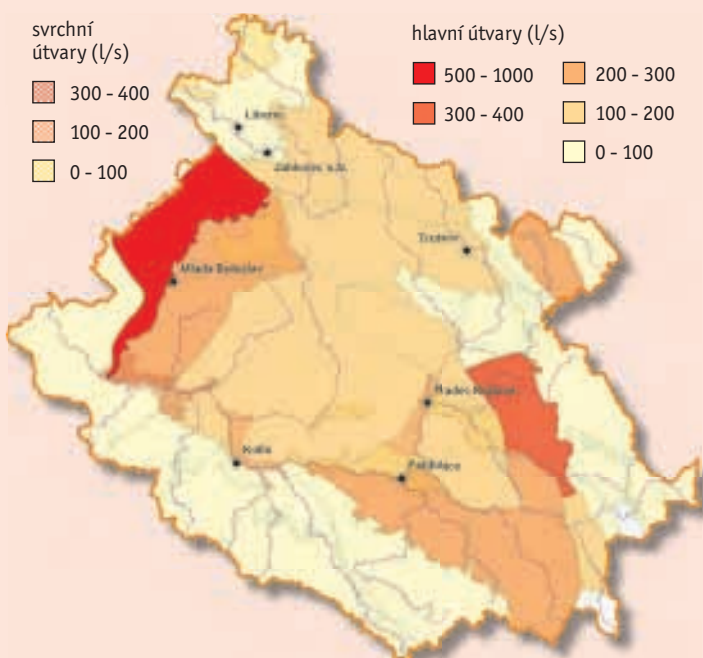 svrchní
útvary (l/s)
300 - 400
100 - 200
0 - 100
hlavní útvary (l/s)
500 - 1000
300 - 400
200 - 300
100 - 200
0 - 100
Liberec
Jablonec n.N.
Trutnov
Mladá Boleslav
Hradec Králové
Kolín
Pardubice